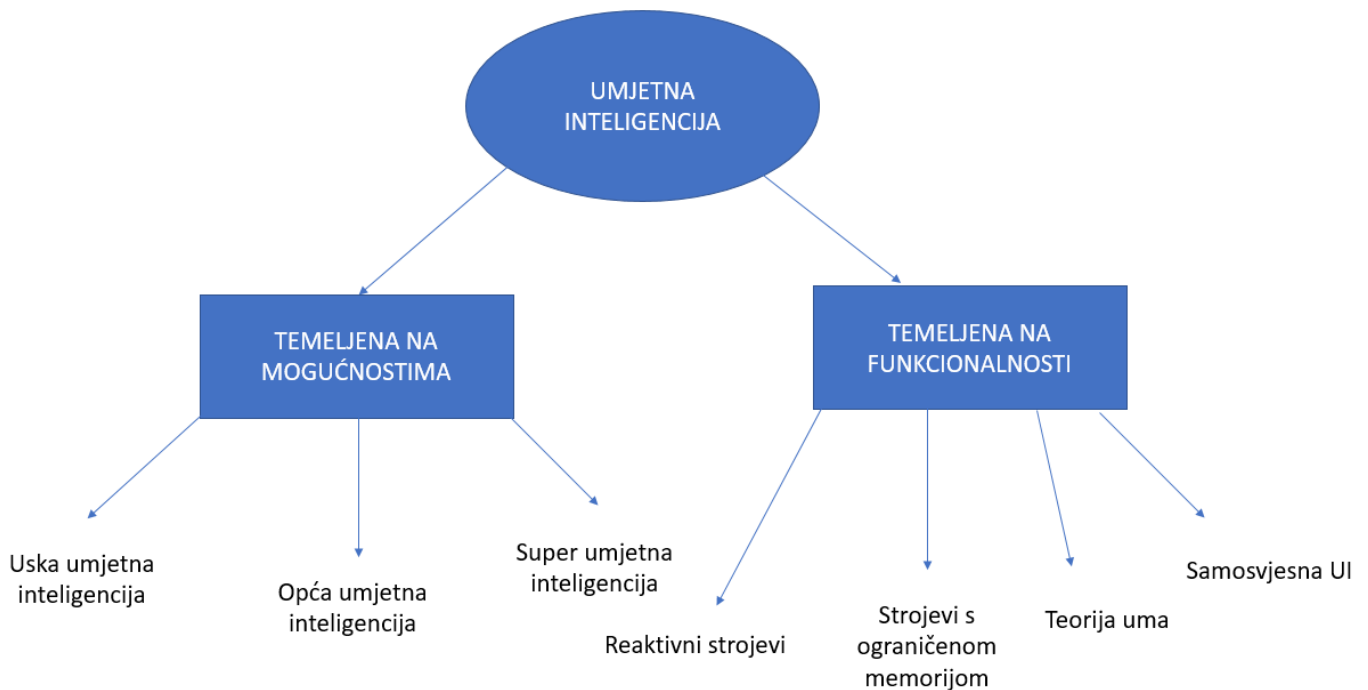 UMJETNA
INTELIGENCIJA
TEMELJENA NA
MOGUĆNOSTIMA
TEMELJENA NA
FUNKCIONALNOSTI
Uska umjetna
inteligencija
Opća umjetna
inteligencija
Super umjetna
inteligencija
Reaktivni strojevi
Strojevi s
ograničenom
memorijom
Teorija uma
Samosvjesna UI